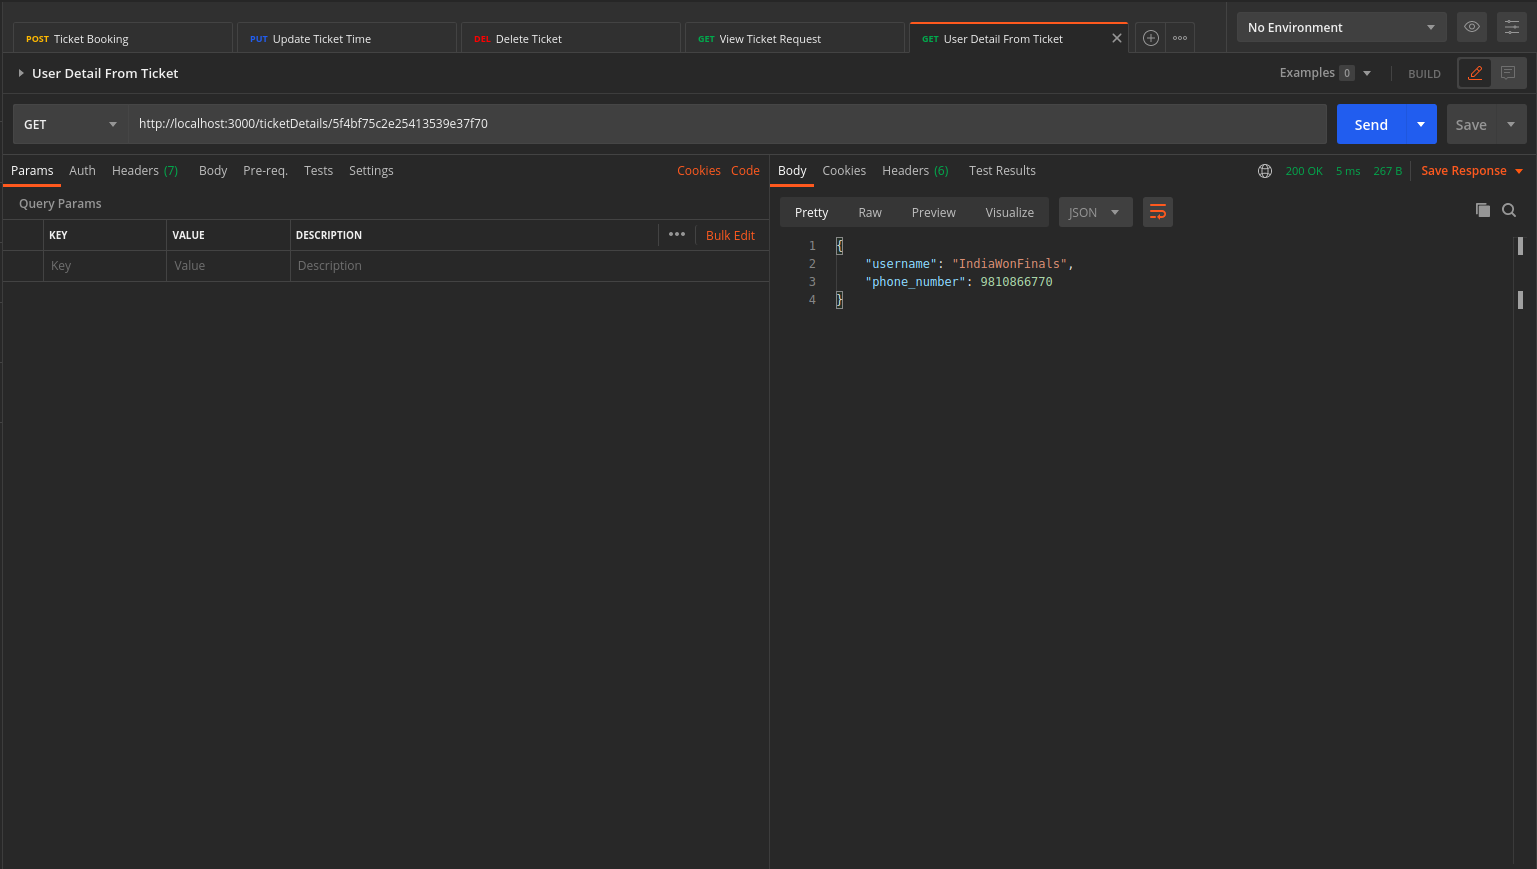 POST Ticket Booking
PUT Update Ticket Time
DEL Delete Ticket
GET View Ticket Request
GET User Detail From Ticket
No Environment
User Detail From Ticket
Examples 0
BUILD
GET
http://localhost:3000/ticketDetails/5f4bf75c2e25413539e37f70
Send
Save
Params Auth Headers (7) Body Pre-req. Tests Settings
Cookies Code
Query Params
KEY VALUE DESCRIPTION
Bulk Edit
Key Value Description
Body Cookies Headers (6) Test Results
200 OK 5 ms 267 B Save Response
Pretty Raw Preview Visualize JSON
1 {
2 "username": "IndiaWonFinals",
3 "phone_number": 9810866770
4 }